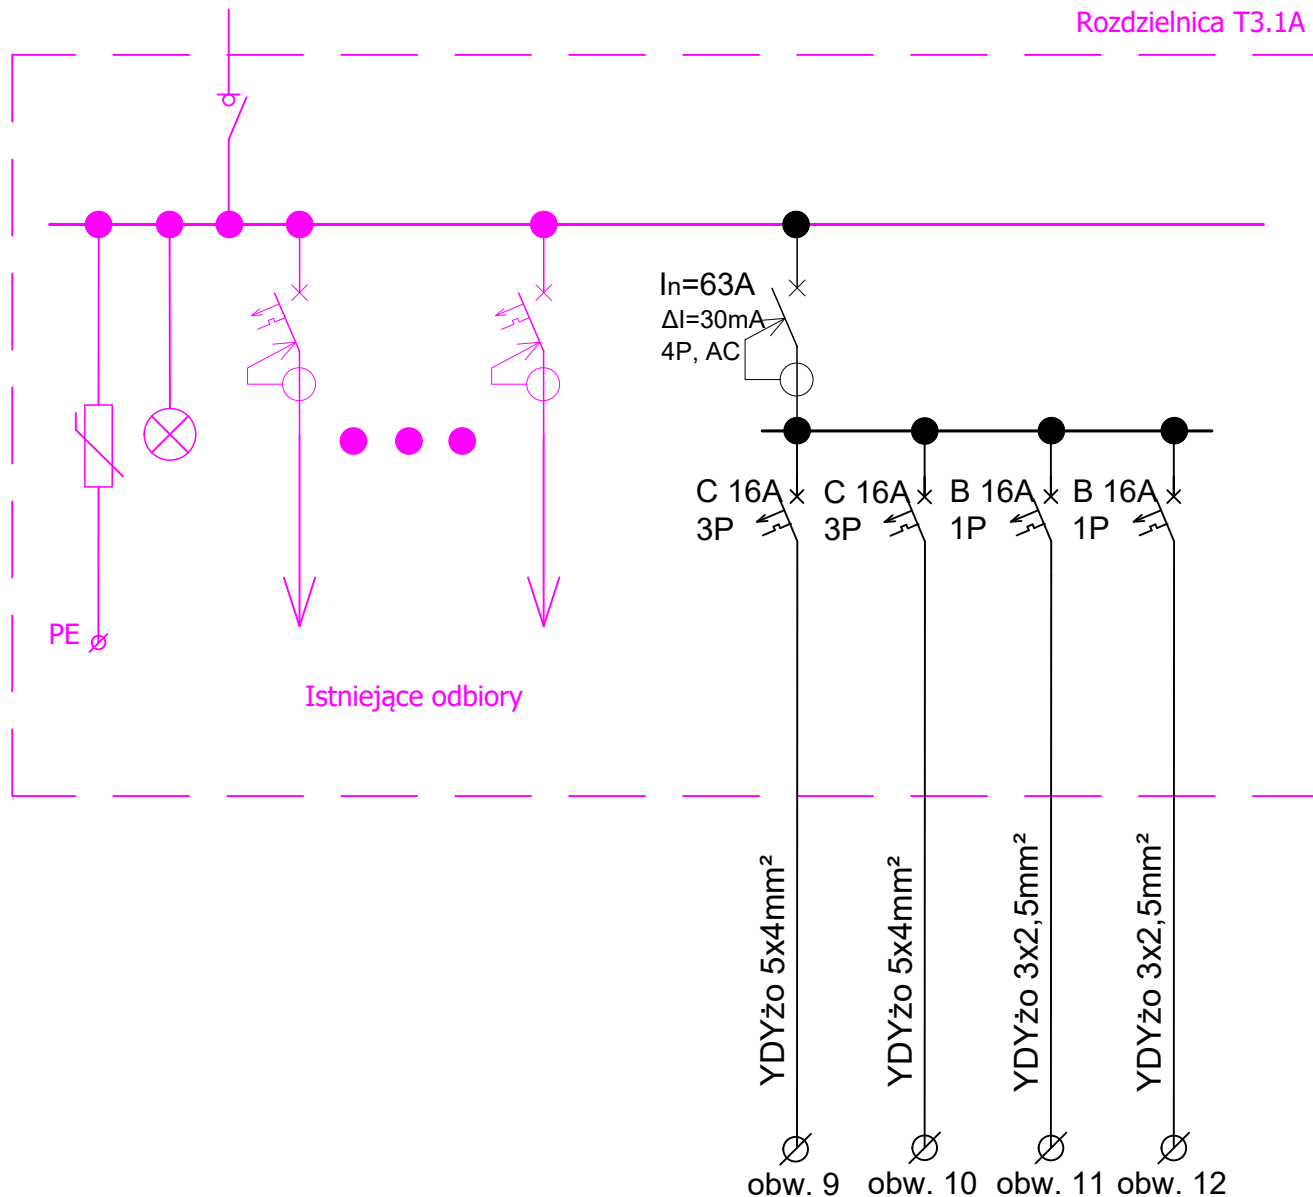 Rozdzielnica T3.1A
In=63A
ΔI=30mA
4P, AC
C 16A
3P
C 16A
3P
B 16A
1P
B 16A
1P
PE
Istniejące odbiory
YDYżo 5x4mm²
YDYżo 5x4mm²
YDYżo 3x2,5mm²
YDYżo 3x2,5mm²
obw. 9
obw. 10
obw. 11
obw. 12